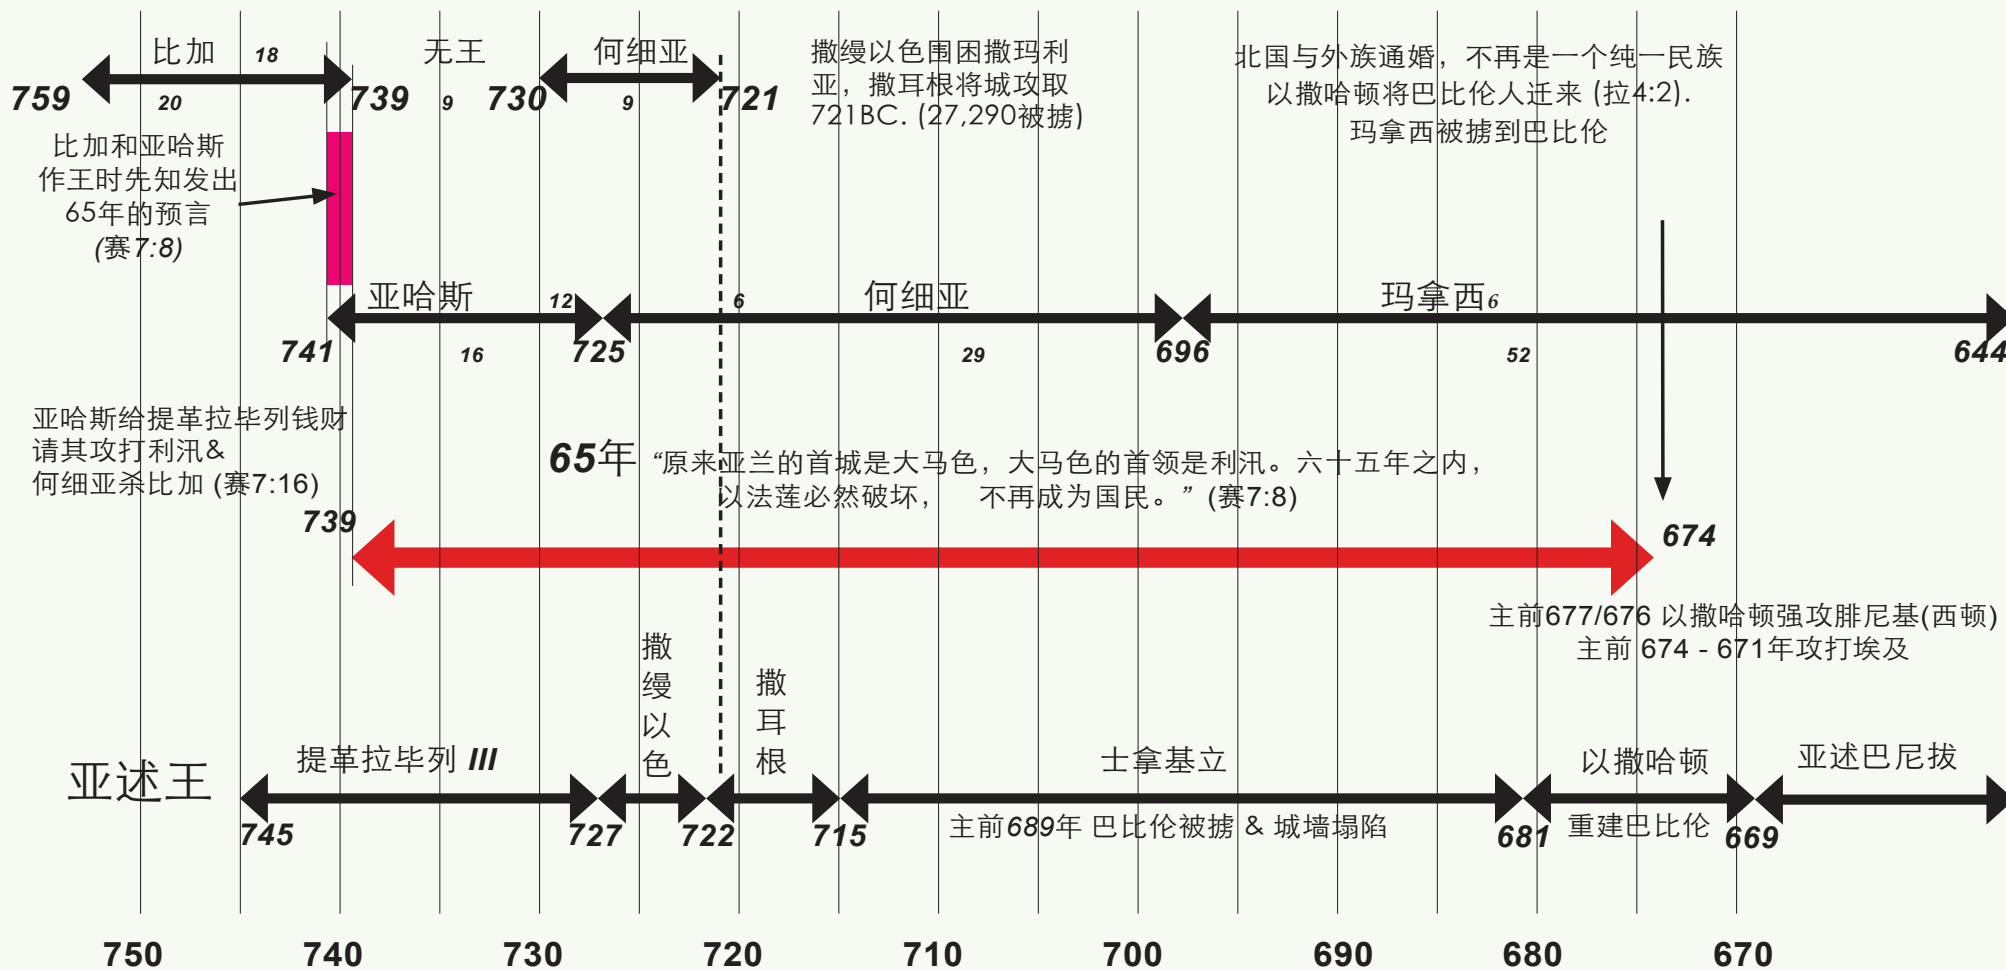 比加 18 无王 何细亚
759 20 739 9 730 9 721
撒缦以色围困撒玛利
亚，撒耳根将城攻取
721BC. (27,290被掳)
北国与外族通婚，不再是一个纯一民族
以撒哈顿将巴比伦人迁来 (拉4:2).
玛拿西被掳到巴比伦
比加和亚哈斯
作王时先知发出
65年的预言
(赛7:8)
亚哈斯 12 6 何细亚 玛拿西6
741 16 725 29 696 52 644
亚哈斯给提革拉毕列钱财
请其攻打利汛&
何细亚杀比加 (赛7:16)
65年 “原来亚兰的首城是大马色，大马色的首领是利汛。六十五年之内，
以法莲必然破坏， 不再成为国民。” (赛7:8)
739 674
主前677/676 以撒哈顿强攻腓尼基(西顿)
主前 674 - 671年攻打埃及
亚述王
提革拉毕列 III
撒缦以色
撒耳根
士拿基立
以撒哈顿
亚述巴尼拔
745 727 722 715 主前689年 巴比伦被掳 & 城墙塌陷 681 重建巴比伦 669
750 740 730 720 710 700 690 680 670